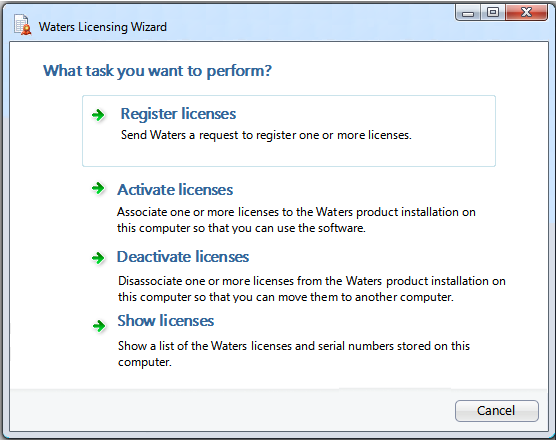 Waters Licensing Wizard
What task you want to perform?
Register licenses
Send Waters a request to register one or more licenses.
Activate licenses
Associate one or more licenses to the Waters product installation on
this computer so that you can use the software.
Deactivate licenses
Disassociate one or more licenses from the Waters product installation on
this computer so that you can move them to another computer.
Show licenses
Show a list of the Waters licenses and serial numbers stored on this
computer.
Cancel